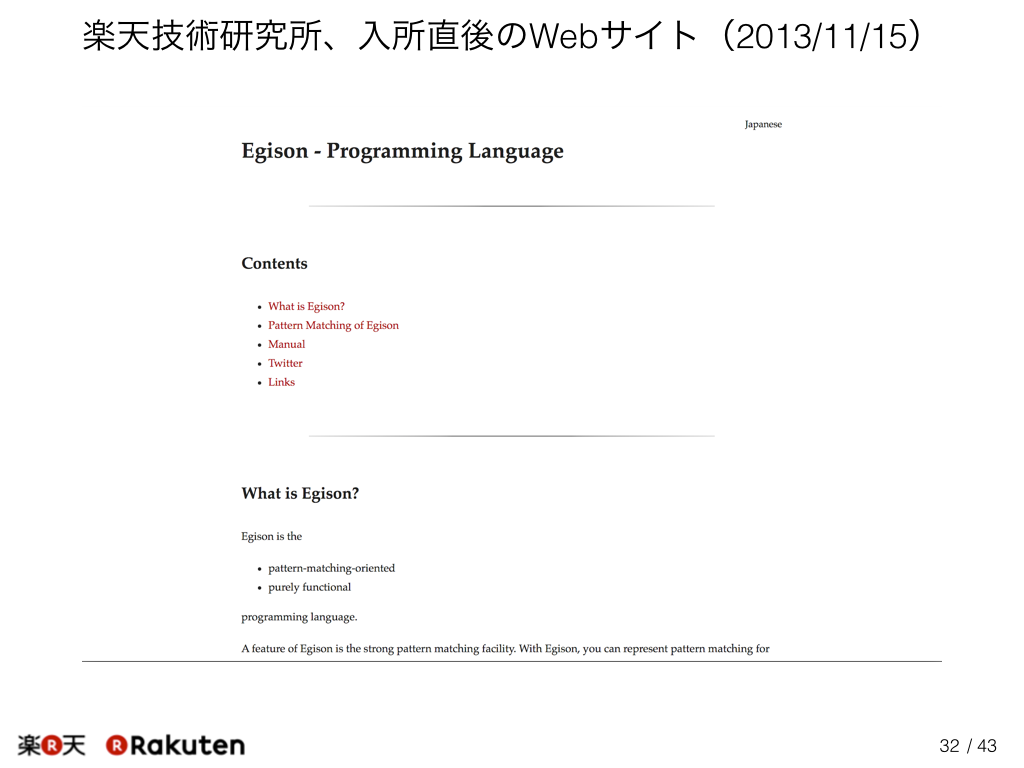 楽天技術研究所、入所直後のWebサイト（2013/11/15）
Japanese
Egison - Programming Language
Contents
• What is Egison?
• Pattern Matching of Egison
• Manual
• Twitter
• Links
What is Egison?
Egison is the
• pattern-matching-oriented
• purely functional
programming language.
A feature of Egison is the strong pattern matching facility. With Egison, you can represent pattern matching for
楽R天 R Rakuten
32 / 43